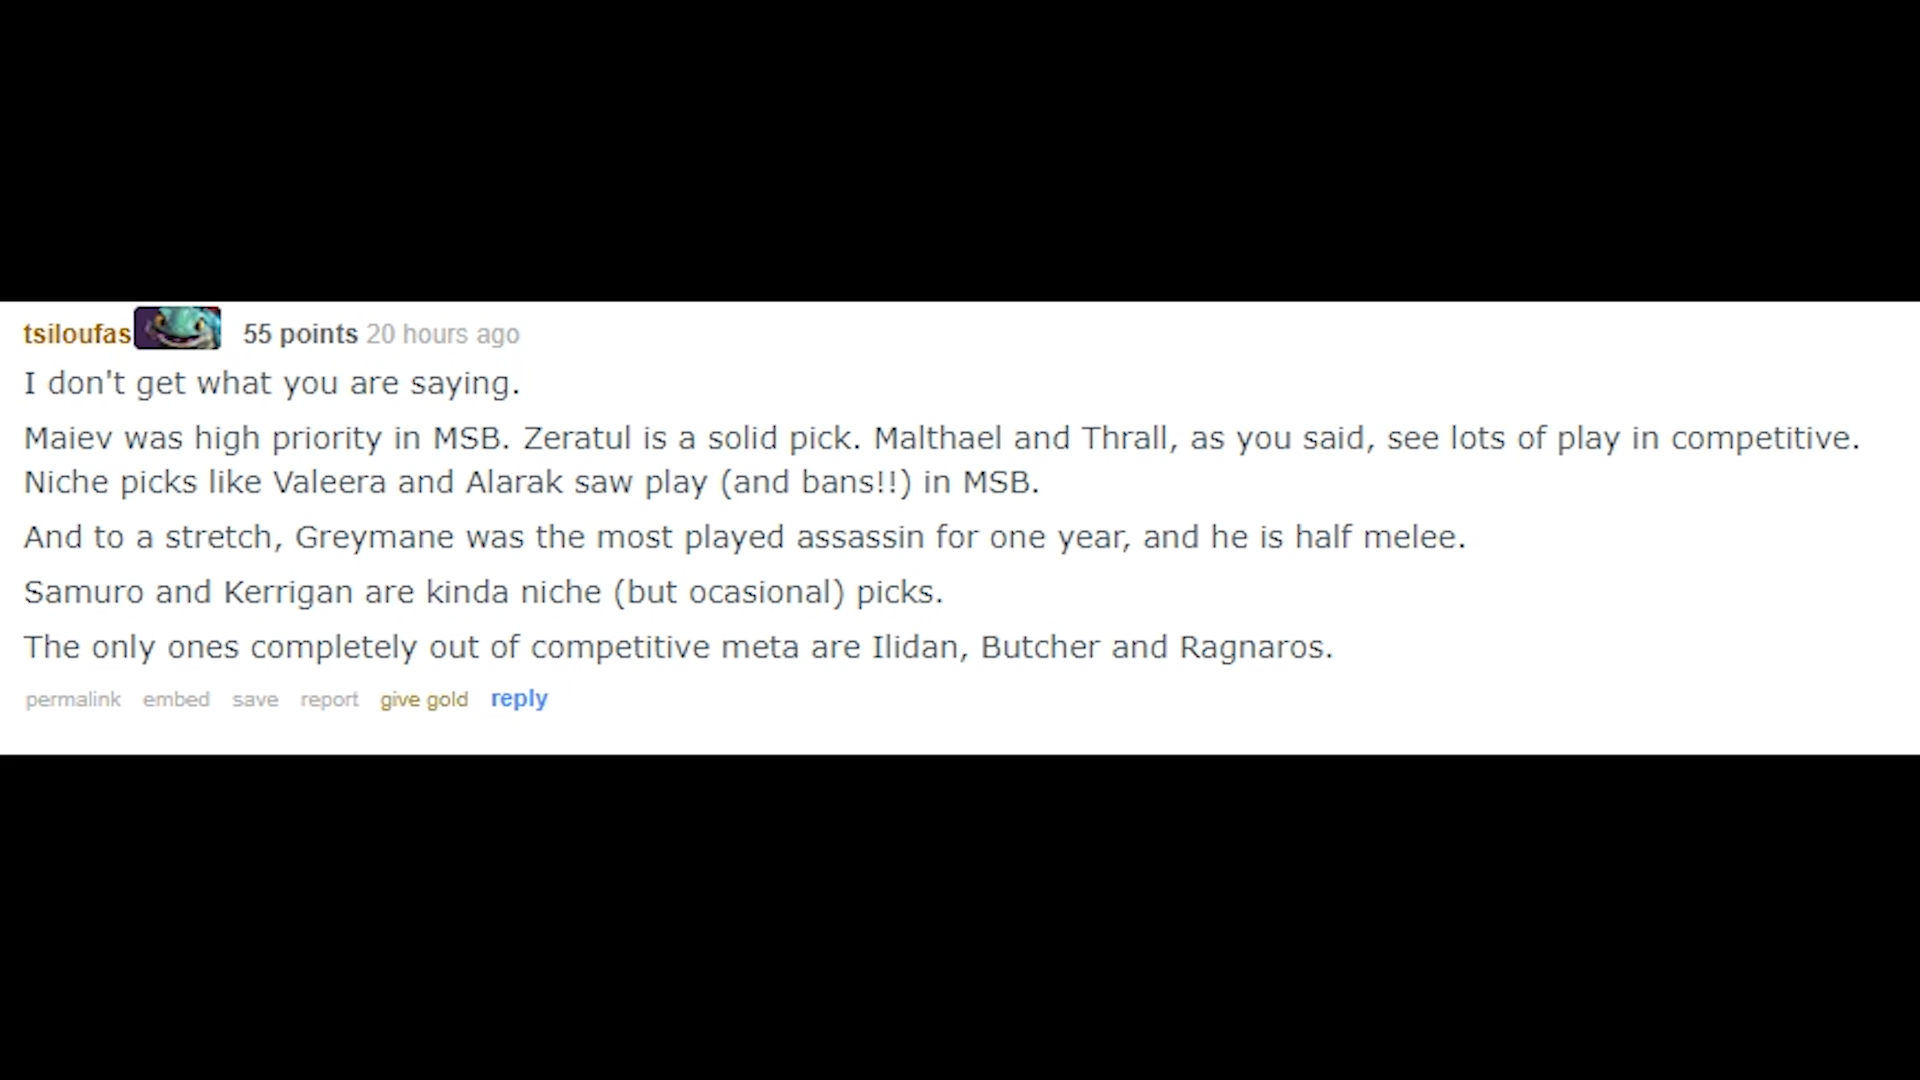 tsiloufas 55 points 20 hours ago
I don't get what you are saying.
Maiev was high priority in MSB. Zeratul is a solid pick. Malthael and Thrall, as you said, see lots of play in competitive.
Niche picks like Valeera and Alarak saw play (and bans!!) in MSB.
And to a stretch, Greymane was the most played assassin for one year, and he is half melee.
Samuro and Kerrigan are kinda niche (but ocasional) picks.
The only ones completely out of competitive meta are Ilidan, Butcher and Ragnaros.
permalink embed save report give gold reply